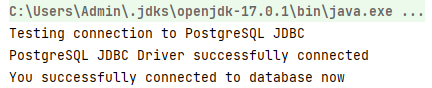 C:\Users\Admin\.jdks\openjdk-17.0.1\bin\java.exe ...
Testing connection to PostgreSQL JDBC
PostgreSQL JDBC Driver successfully connected
You successfully connected to database now